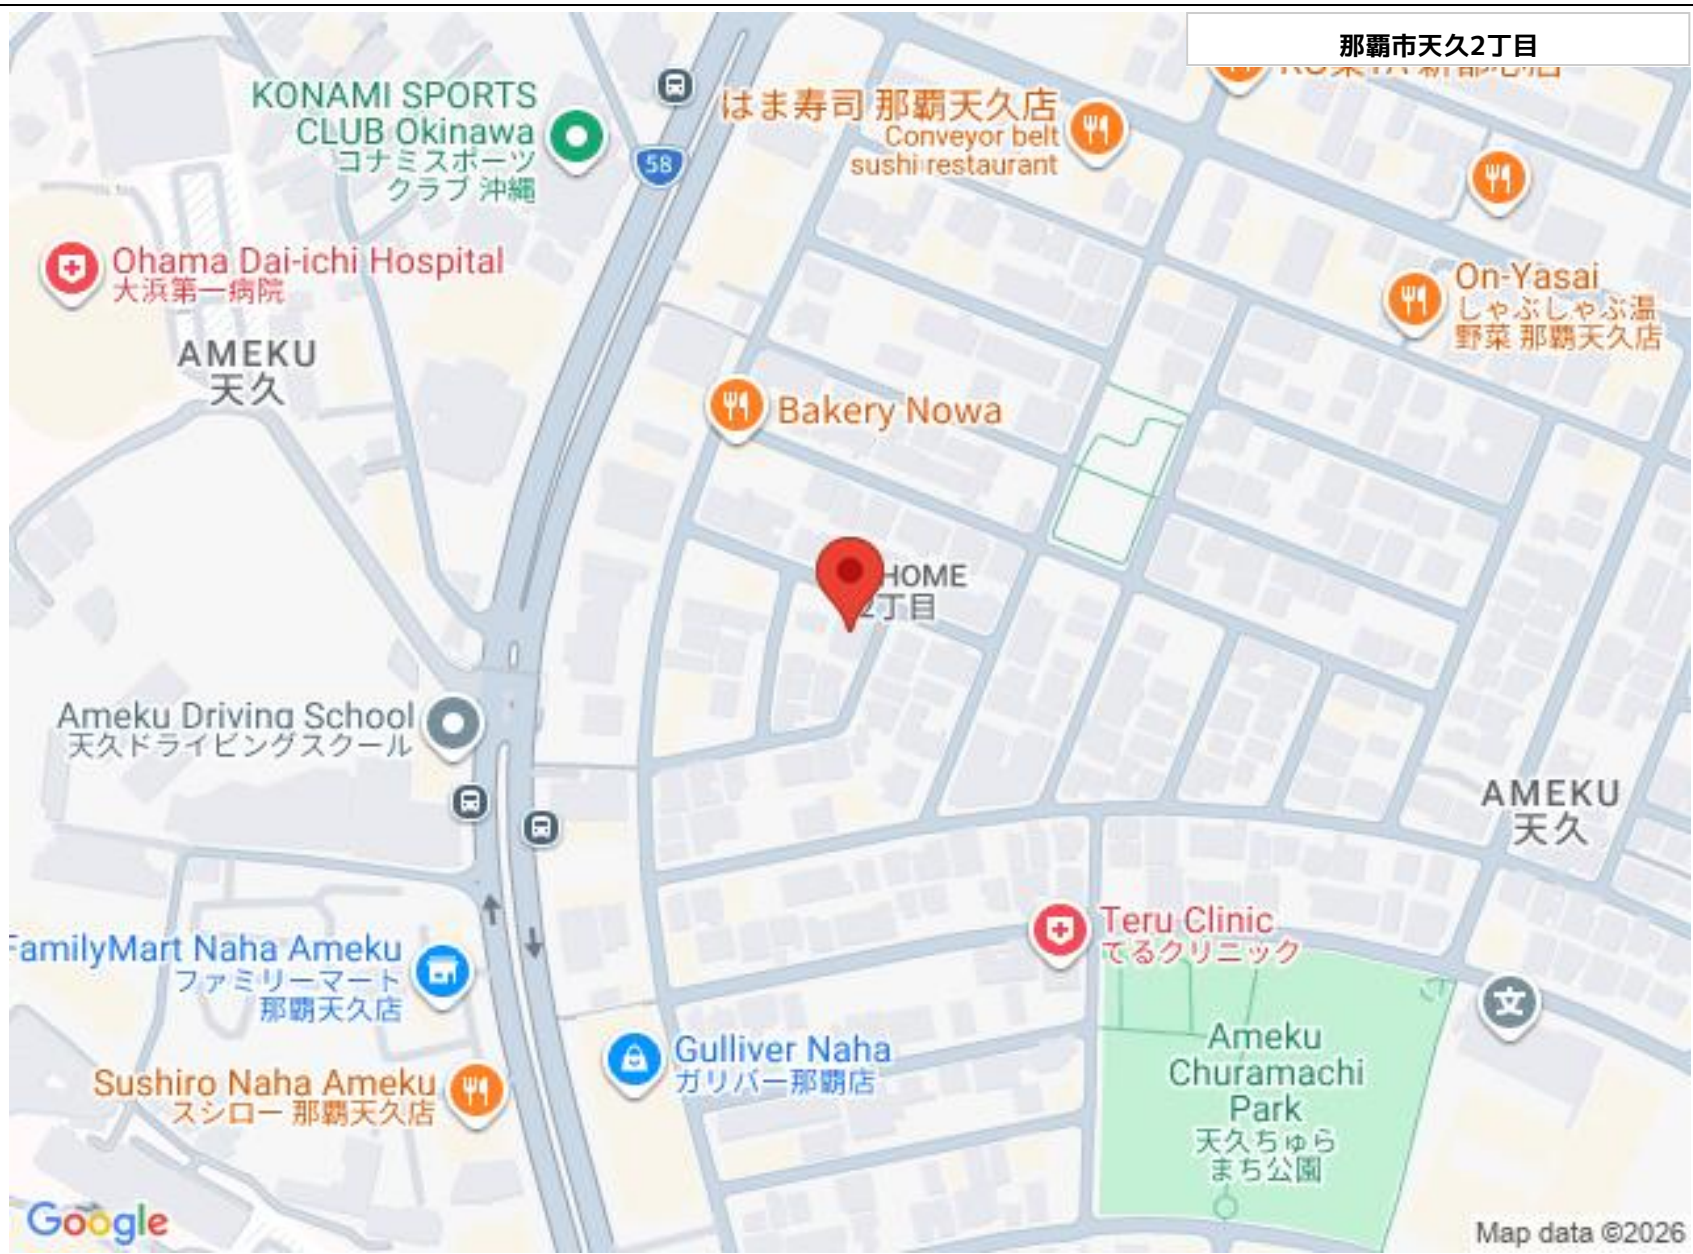 那覇市天久2丁目
KONAMI SPORTS
CLUB Okinawa
コナミスポーツ
クラブ 沖縄
58
はま寿司 那覇天久店
Conveyor belt
sushi restaurant
Ohama Dai-ichi Hospital
大浜第一病院
On-Yasai
しゃぶしゃぶ温
野菜 那覇天久店
AMEKU
天久
Bakery Nowa
HOME
2丁目
Ameku Driving School
天久ドライビングスクール
AMEKU
天久
Teru Clinic
てるクリニック
FamilyMart Naha Ameku
ファミリーマート
那覇天久店
文
Ameku
Churamachi
Park
天久ちゅら
まち公園
Gulliver Naha
ガリバー那覇店
Sushiro Naha Ameku
スシロー 那覇天久店
Google
Map data ©2026